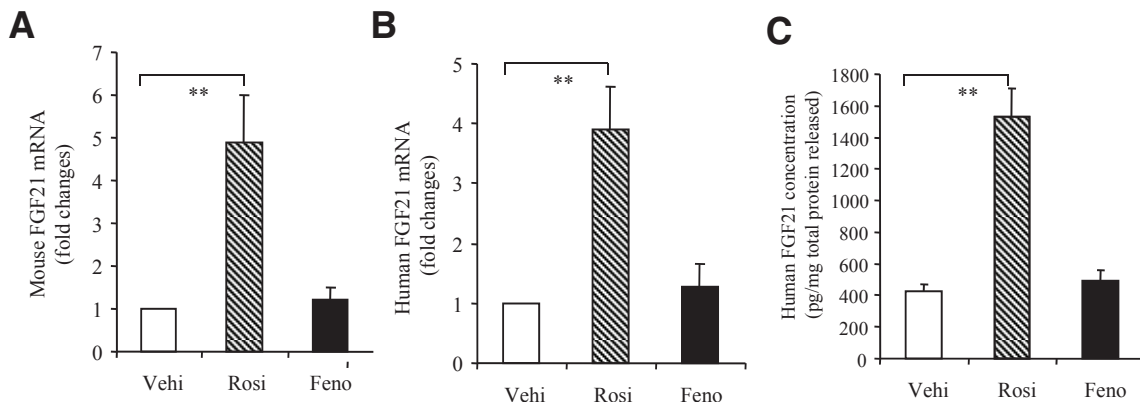 A
Mouse FGF21 mRNA
(fold changes)
7
6
5
4
3
2
1
0
**
Vehi Rosi Feno
B
Human FGF21 mRNA
(fold changes)
5
4
3
2
1
0
**
Vehi Rosi Feno
C
Human FGF21 concentration
(pg/mg total protein released)
1800
1600
1400
1200
1000
800
600
400
200
0
**
Vehi Rosi Feno